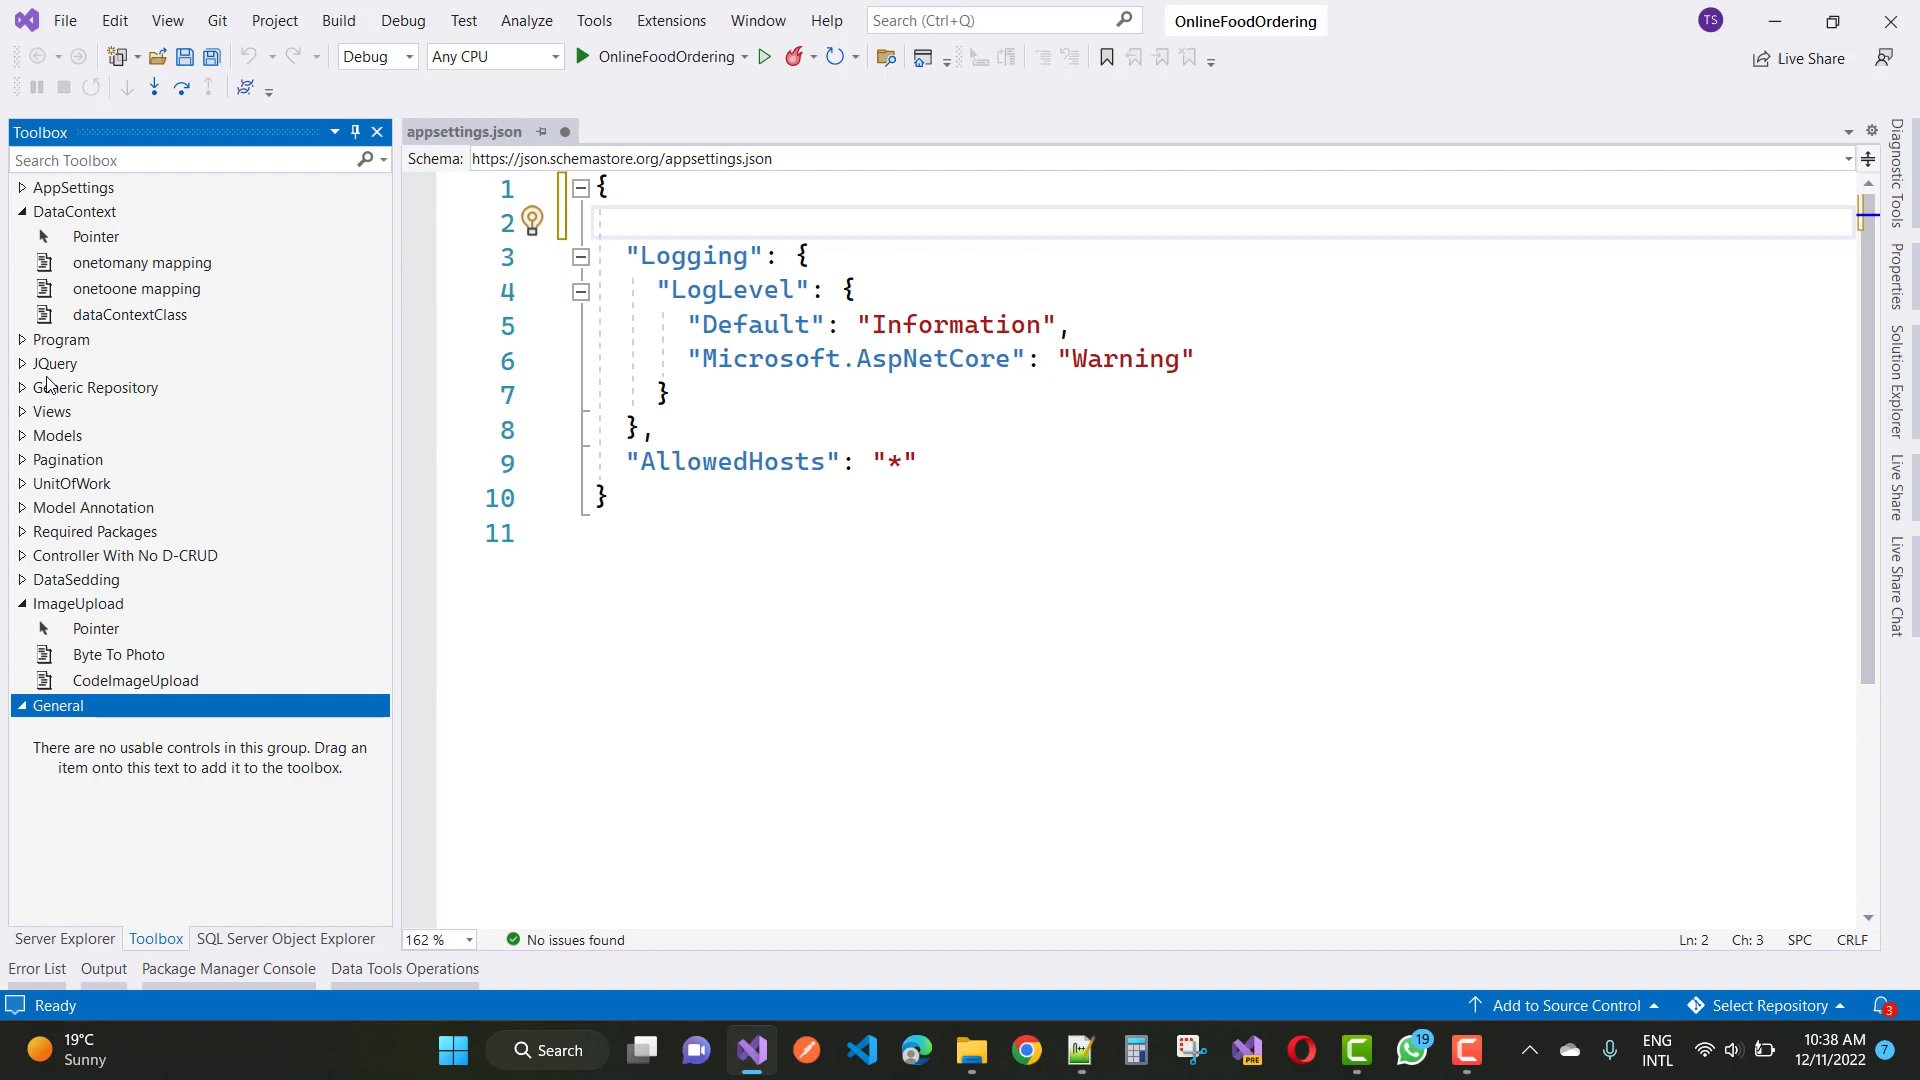 File Edit View Git Project Build Debug Test Analyze Tools Extensions Window Help Search (Ctrl+Q) OnlineFoodOrdering TS
Debug Any CPU OnlineFoodOrdering Live Share
Toolbox
Search Toolbox
AppSettings
DataContext
Pointer
onetomany mapping
onetoone mapping
dataContextClass
Program
JQuery
Generic Repository
Views
Models
Pagination
UnitOfWork
Model Annotation
Required Packages
Controller With No D-CRUD
DataSedding
ImageUpload
Pointer
Byte To Photo
CodeImageUpload
General
There are no usable controls in this group. Drag an
item onto this text to add it to the toolbox.
Server Explorer Toolbox SQL Server Object Explorer
appsettings.json
Schema: https://json.schemastore.org/appsettings.json
1 {
2
3 "Logging": {
4 "LogLevel": {
5 "Default": "Information",
6 "Microsoft.AspNetCore": "Warning"
7 }
8 },
9 "AllowedHosts": "*"
10 }
11
162 % No issues found Ln: 2 Ch: 3 SPC CRLF
Diagnostic Tools
Properties
Solution Explorer
Live Share
Live Share Chat
Error List Output Package Manager Console Data Tools Operations
Ready Add to Source Control Select Repository 3
19°C
Sunny
Search
PRE
19
ENG
INTL
10:38 AM
12/11/2022
7